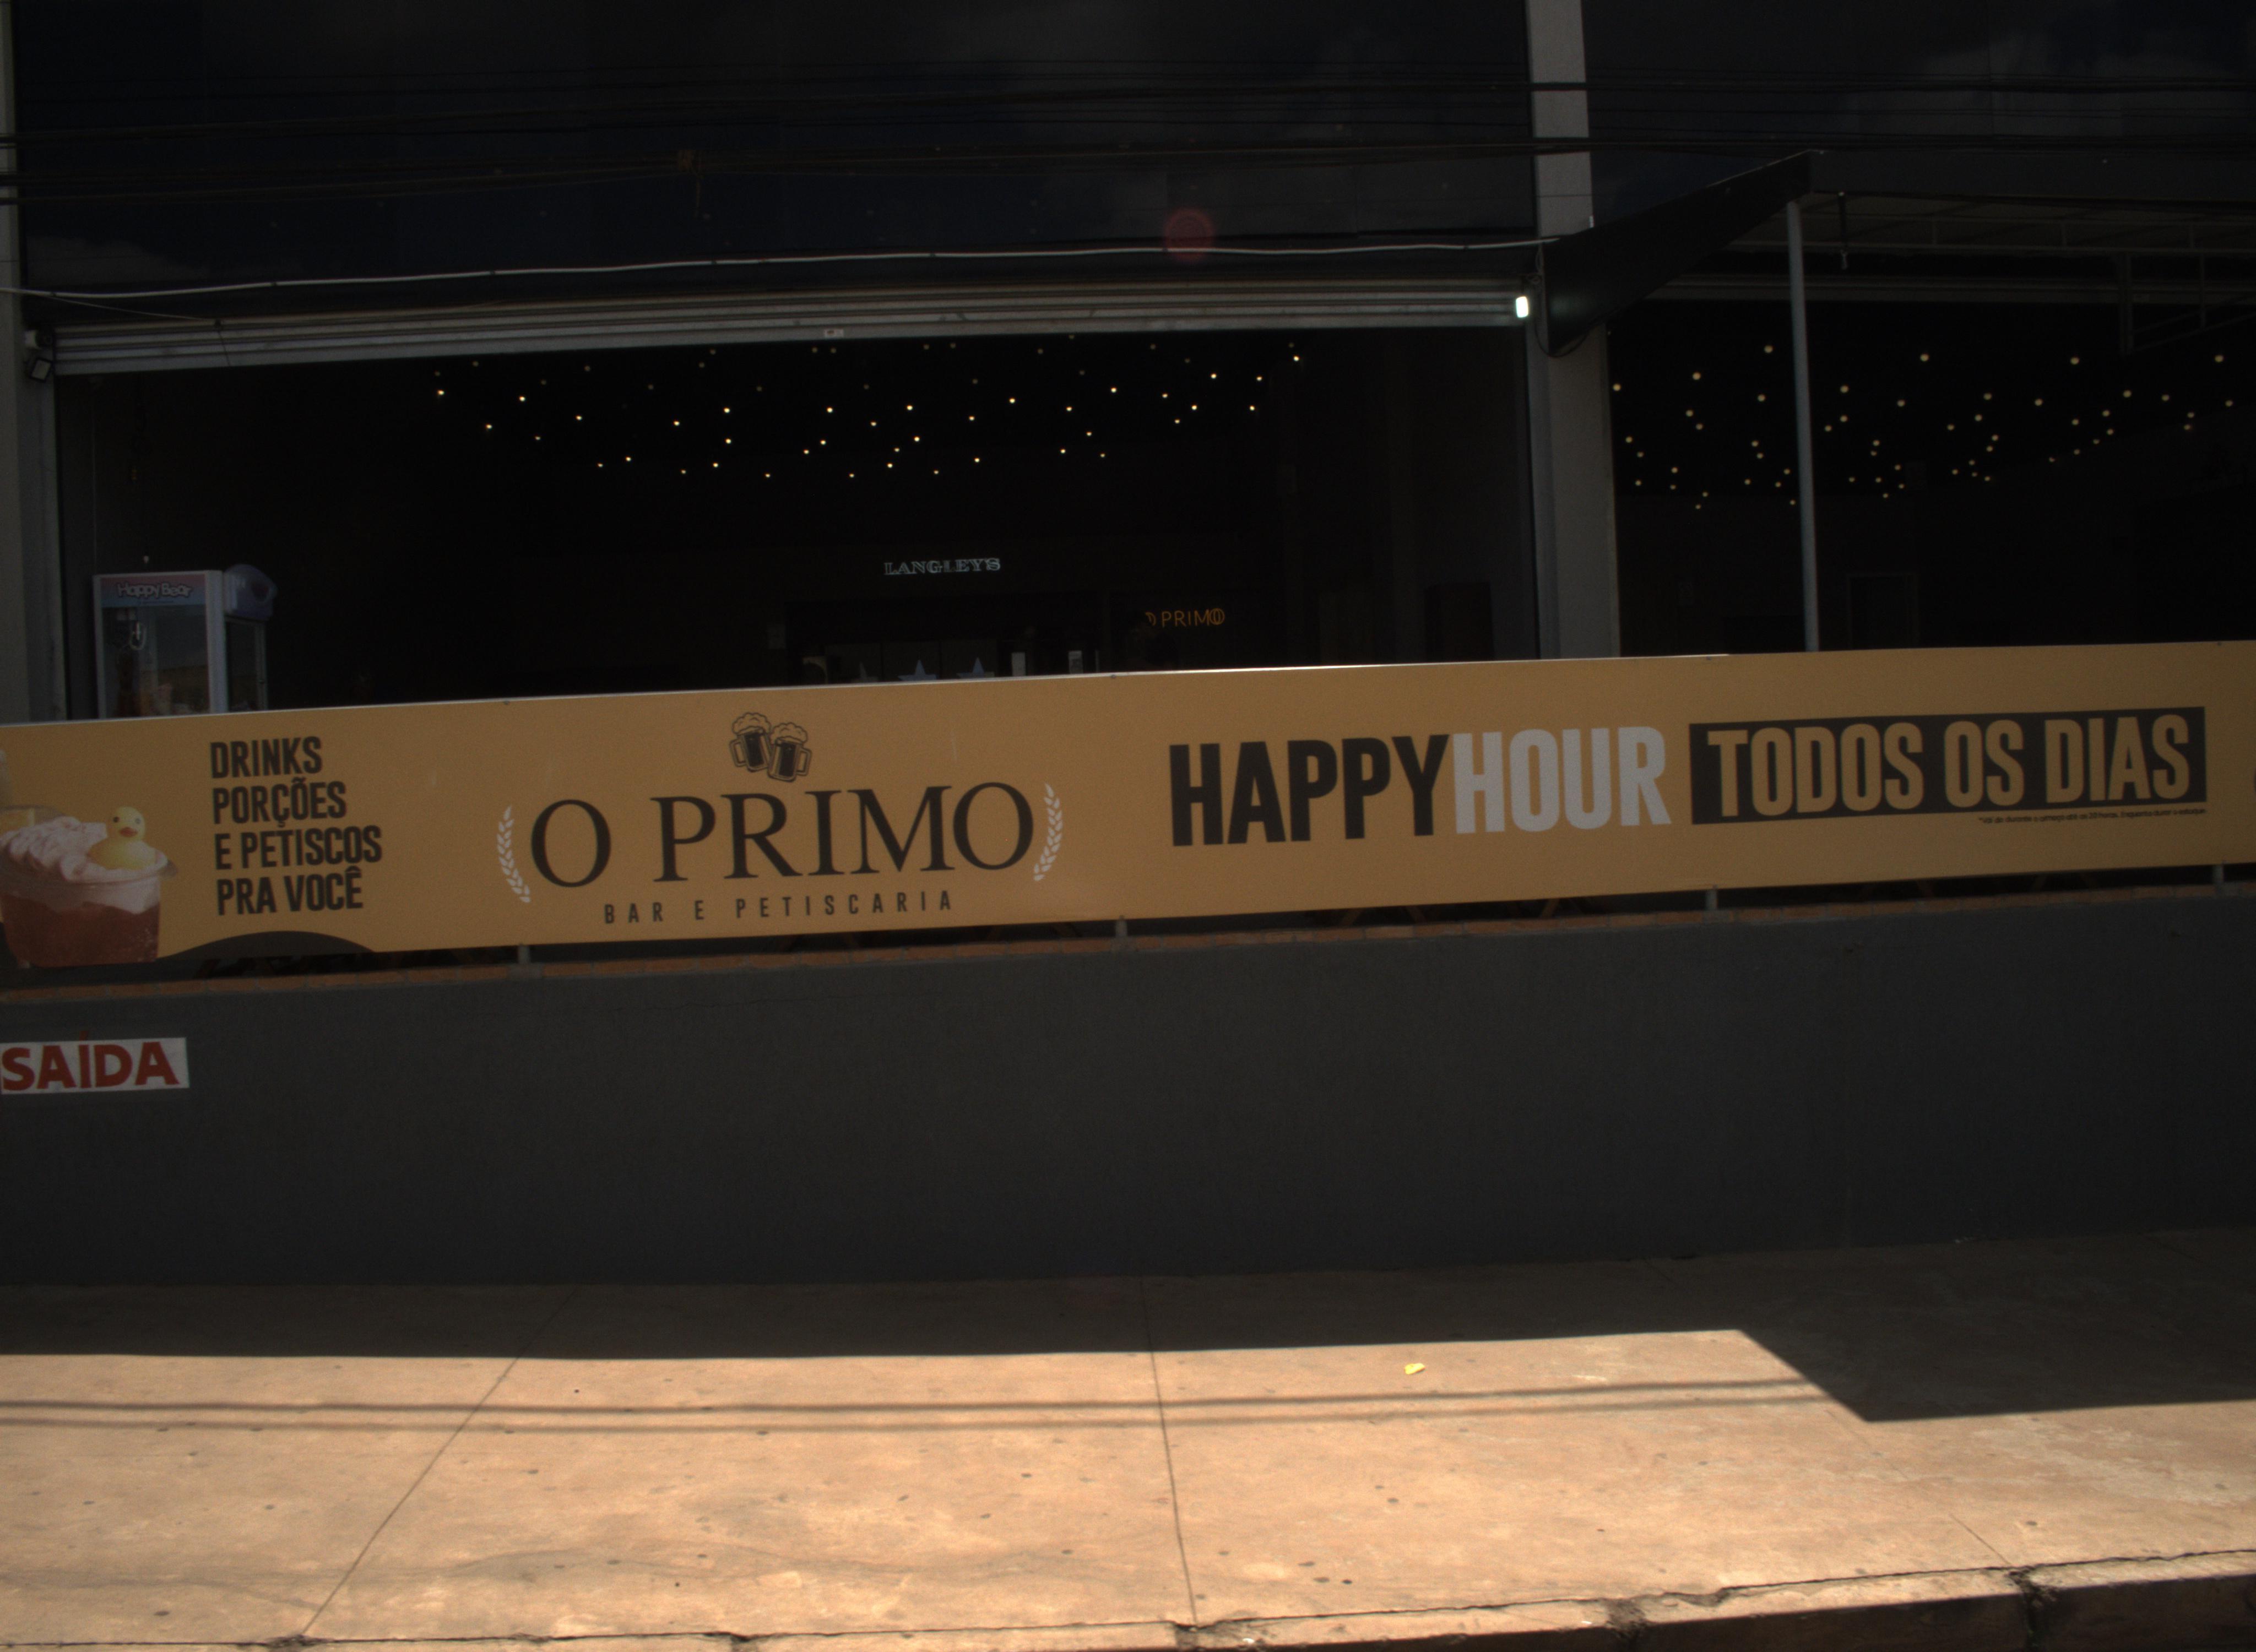 LANGLEY'S
Happy Bear
O PRIMO
DRINKS
PORÇÕES
E PETISCOS
PRA VOCÊ
O PRIMO
BAR E PETISCARIA
HAPPYHOUR TODOS OS DIAS
SAÍDA